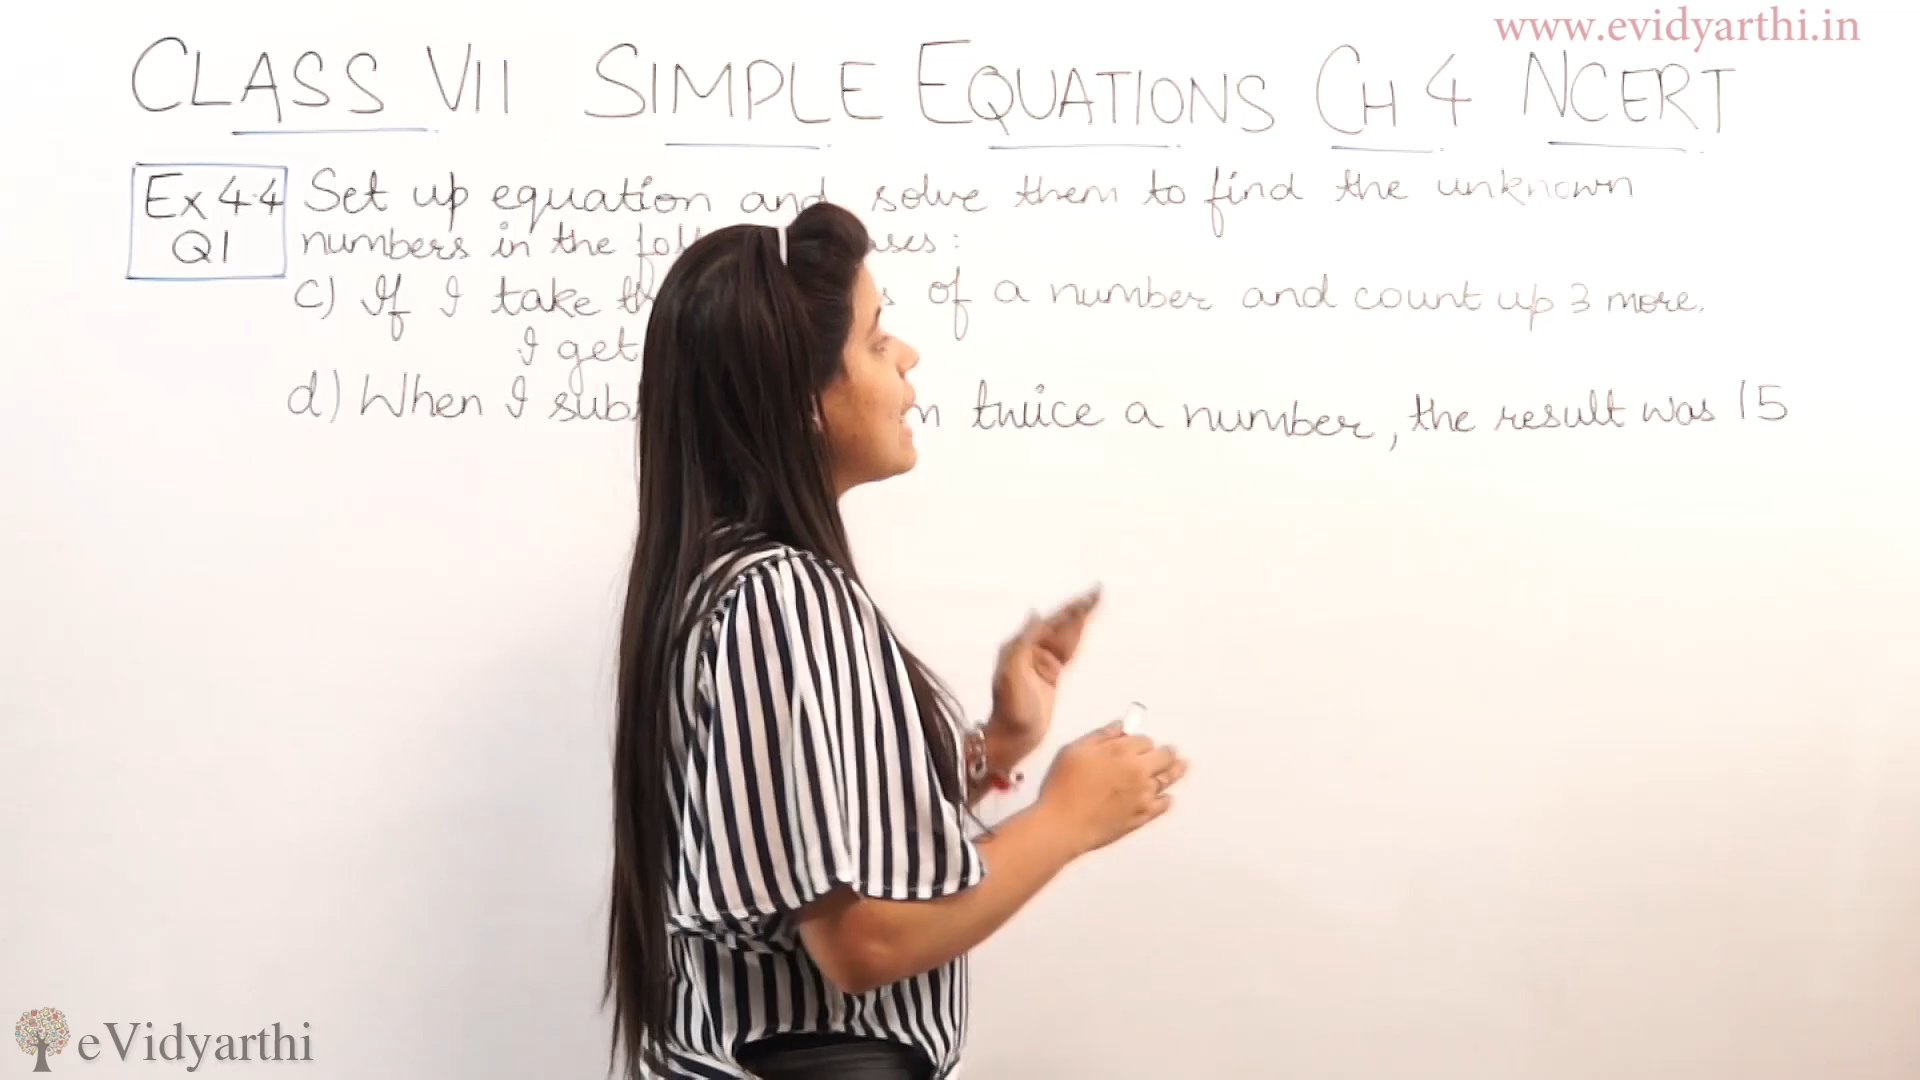 www.evidyarthi.in
CLASS VII SIMPLE EQUATIONS CH 4 NCERT
Ex 4.4
Q1
Set up equation and solve them to find the unknown
numbers in the :
c) If I take of a number and count up 3 more.
I get
d) When I twice a number, the result was 15
eVidyarthi